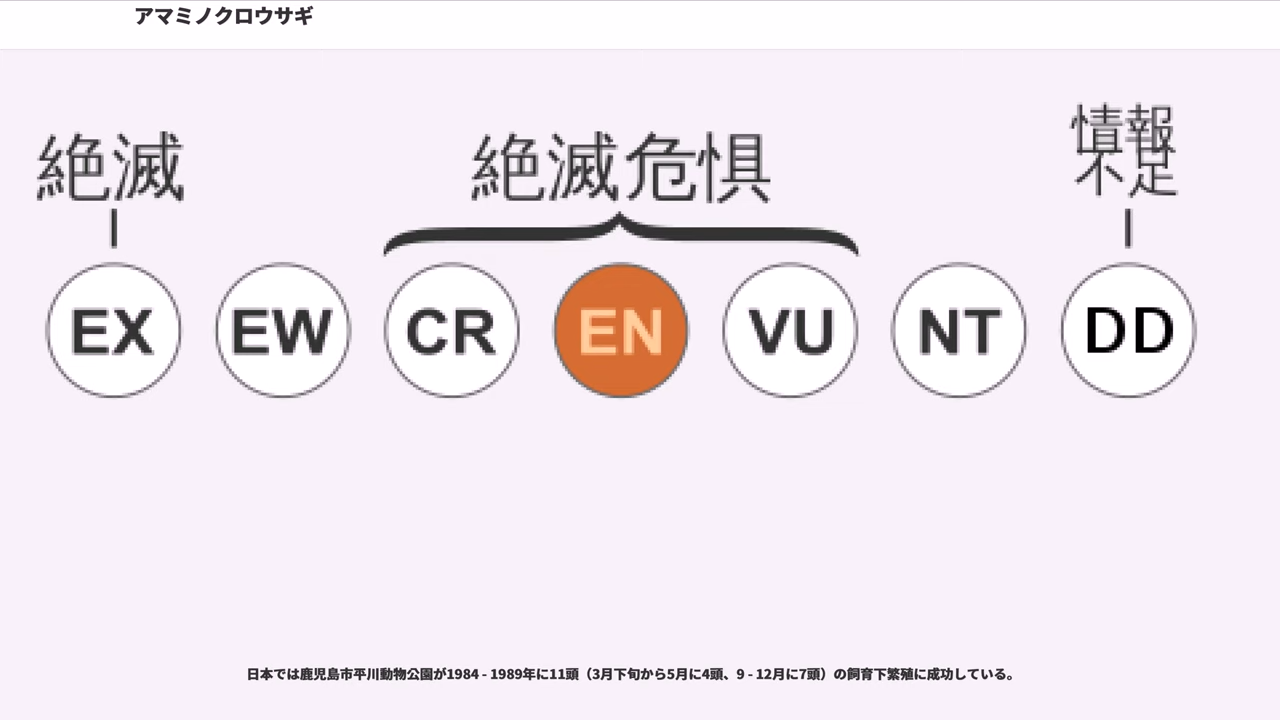 アマミノクロウサギ
絶滅
絶滅危惧
情報
不足
EX EW CR EN VU NT DD
日本では鹿児島市平川動物公園が1984 - 1989年に11頭（3月下旬から5月に4頭、9 - 12月に7頭）の飼育下繁殖に成功している。